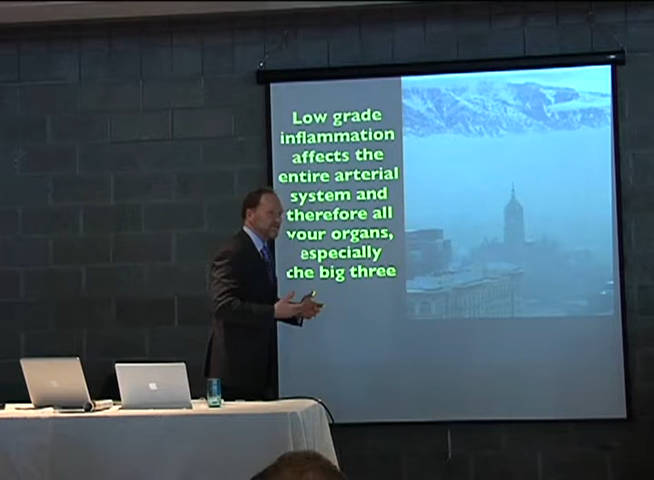 Low grade
inflammation
affects the
entire arterial
system and
therefore all
your organs,
especially
the big three